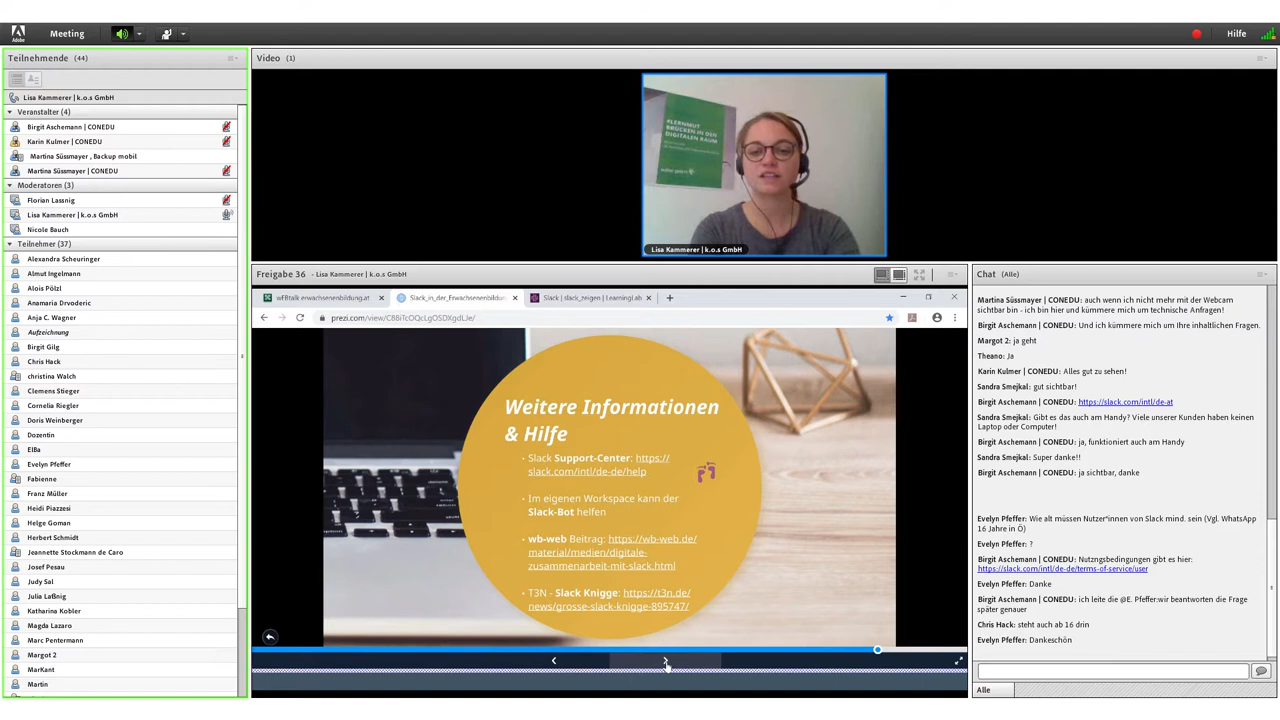 Adobe
Meeting
Hilfe
Teilnehmende (44)
Lisa Kammerer | k.o.s GmbH
Veranstalter (4)
Birgit Aschemann | CONEDU
Karin Kulmer | CONEDU
Martina Süssmayer , Backup mobil
Martina Süssmayer | CONEDU
Moderatoren (3)
Florian Lassnig
Lisa Kammerer | k.o.s GmbH
Nicole Bauch
Teilnehmer (37)
Alexandra Scheuringer
Almut Ingelmann
Alois Pölzl
Anamaria Drvoderic
Anja C. Wagner
Aufzeichnung
Birgit Gilg
Chris Hack
christina Walch
Clemens Stieger
Cornelia Riegler
Doris Weinberger
Dozentin
ElBa
Evelyn Pfeffer
Fabienne
Franz Müller
Heidi Piazzesi
Helge Goman
Herbert Schmidt
Jeannette Stockmann de Caro
Josef Pesau
Judy Sal
Julia Laßnig
Katharina Kobler
Magda Lazaro
Marc Pentermann
Margot 2
MarKant
Martin
Video (1)
#LERNMUT
BRÜCKEN IN DEN
DIGITALEN RAUM
Lisa Kammerer | k.o.s GmbH
Freigabe 36 - Lisa Kammerer | k.o.s GmbH
wEBtalk erwachsenenbildung.at
Slack_in_der_Erwachsenenbildun
Slack | slack_zeigen | LearningLab
prezi.com/view/C88iTcOQcLgOSDXgdLJe/
Weitere Informationen
& Hilfe
• Slack Support-Center: https://
slack.com/intl/de-de/help
• Im eigenen Workspace kann der
Slack-Bot helfen
• wb-web Beitrag: https://wb-web.de/
material/medien/digitale-
zusammenarbeit-mit-slack.html
• T3N - Slack Knigge: https://t3n.de/
news/grosse-slack-knigge-895747/
Chat (Alle)
Martina Süssmayer | CONEDU: auch wenn ich nicht mehr mit der Webcam
sichtbar bin - ich bin hier und kümmere mich um technische Anfragen!
Birgit Aschemann | CONEDU: Und ich kümmere mich um Ihre inhaltlichen Fragen.
Margot 2: ja geht
Theano: Ja
Karin Kulmer | CONEDU: Alles gut zu sehen!
Sandra Smejkal: gut sichtbar!
Birgit Aschemann | CONEDU: https://slack.com/intl/de-at
Sandra Smejkal: Gibt es das auch am Handy? Viele unserer Kunden haben keinen
Laptop oder Computer!
Birgit Aschemann | CONEDU: ja, funktioniert auch am Handy
Sandra Smejkal: Super danke!!
Birgit Aschemann | CONEDU: ja sichtbar, danke
Evelyn Pfeffer: Wie alt müssen Nutzer*innen von Slack mind. sein (Vgl. WhatsApp
16 Jahre in Ö)
Evelyn Pfeffer: ?
Birgit Aschemann | CONEDU: Nutzngsbedingungen gibt es hier:
https://slack.com/intl/de-de/terms-of-service/user
Evelyn Pfeffer: Danke
Birgit Aschemann | CONEDU: ich leite die @E. Pfeffer:wir beantworten die Frage
später genauer
Chris Hack: steht auch ab 16 drin
Evelyn Pfeffer: Dankeschön
Alle